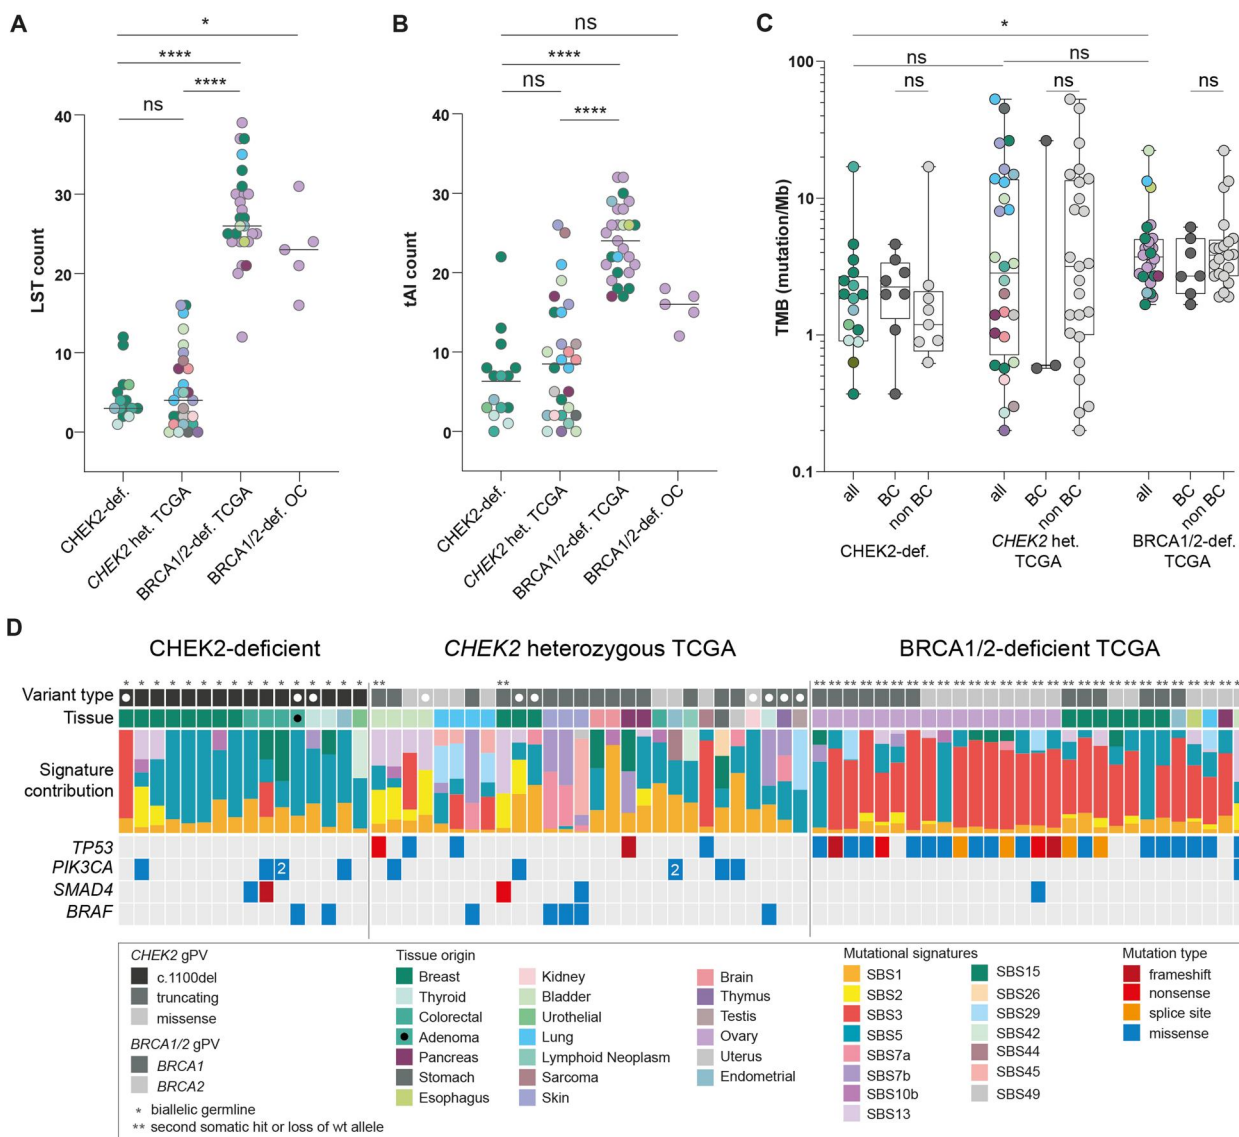 A
*
****
****
ns
LST count
40
30
20
10
0
CHEK2-def.
CHEK2 het. TCGA
BRCA1/2-def. TCGA
BRCA1/2-def. OC
B
ns
****
ns
****
tAI count
40
30
20
10
0
CHEK2-def.
CHEK2 het. TCGA
BRCA1/2-def. TCGA
BRCA1/2-def. OC
C
*
ns
ns
ns
ns
ns
TMB (mutation/Mb)
100
10
1
0.1
all
BC
non BC
all
BC
non BC
all
BC
non BC
CHEK2-def.
CHEK2 het.
TCGA
BRCA1/2-def.
TCGA
D
CHEK2-deficient
CHEK2 heterozygous TCGA
BRCA1/2-deficient TCGA
Variant type
Tissue
Signature
contribution
TP53
PIK3CA
2
2
SMAD4
BRAF
CHEK2 gPV
c.1100del
truncating
missense
BRCA1/2 gPV
BRCA1
BRCA2
* biallelic germline
** second somatic hit or loss of wt allele
Tissue origin
Breast
Thyroid
Colorectal
Adenoma
Pancreas
Stomach
Esophagus
Kidney
Bladder
Urothelial
Lung
Lymphoid Neoplasm
Sarcoma
Skin
Brain
Thymus
Testis
Ovary
Uterus
Endometrial
Mutational signatures
SBS1
SBS2
SBS3
SBS5
SBS7a
SBS7b
SBS10b
SBS13
SBS15
SBS26
SBS29
SBS42
SBS44
SBS45
SBS49
Mutation type
frameshift
nonsense
splice site
missense